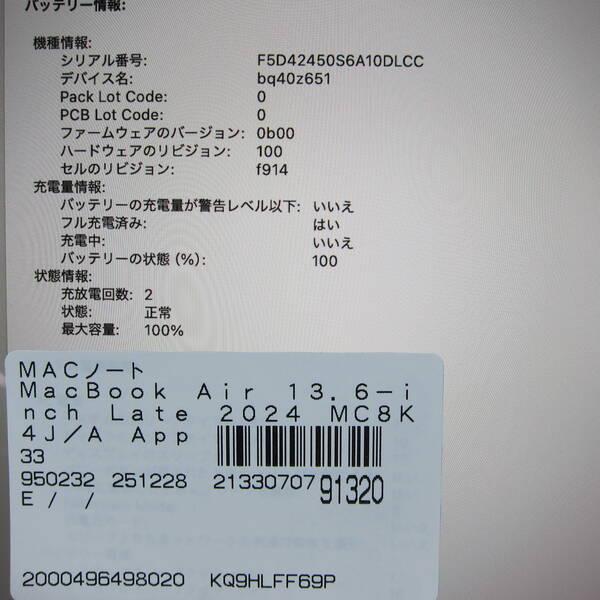 バッテリー情報:
機種情報:
シリアル番号: F5D42450S6A10DLCC
デバイス名: bq40z651
Pack Lot Code: 0
PCB Lot Code: 0
ファームウェアのバージョン: 0b00
ハードウェアのリビジョン: 100
セルのリビジョン: f914
充電量情報:
バッテリーの充電量が警告レベル以下: いいえ
フル充電済み: はい
充電中: いいえ
バッテリーの状態 (%): 100
状態情報:
充放電回数: 2
状態: 正常
最大容量: 100%
MACノート
MacBook Air 13.6-i
nch Late 2024 MC8K
4J/A App
33
950232 251228 21330707 91320
E / /
2000496498020 KQ9HLFF69P